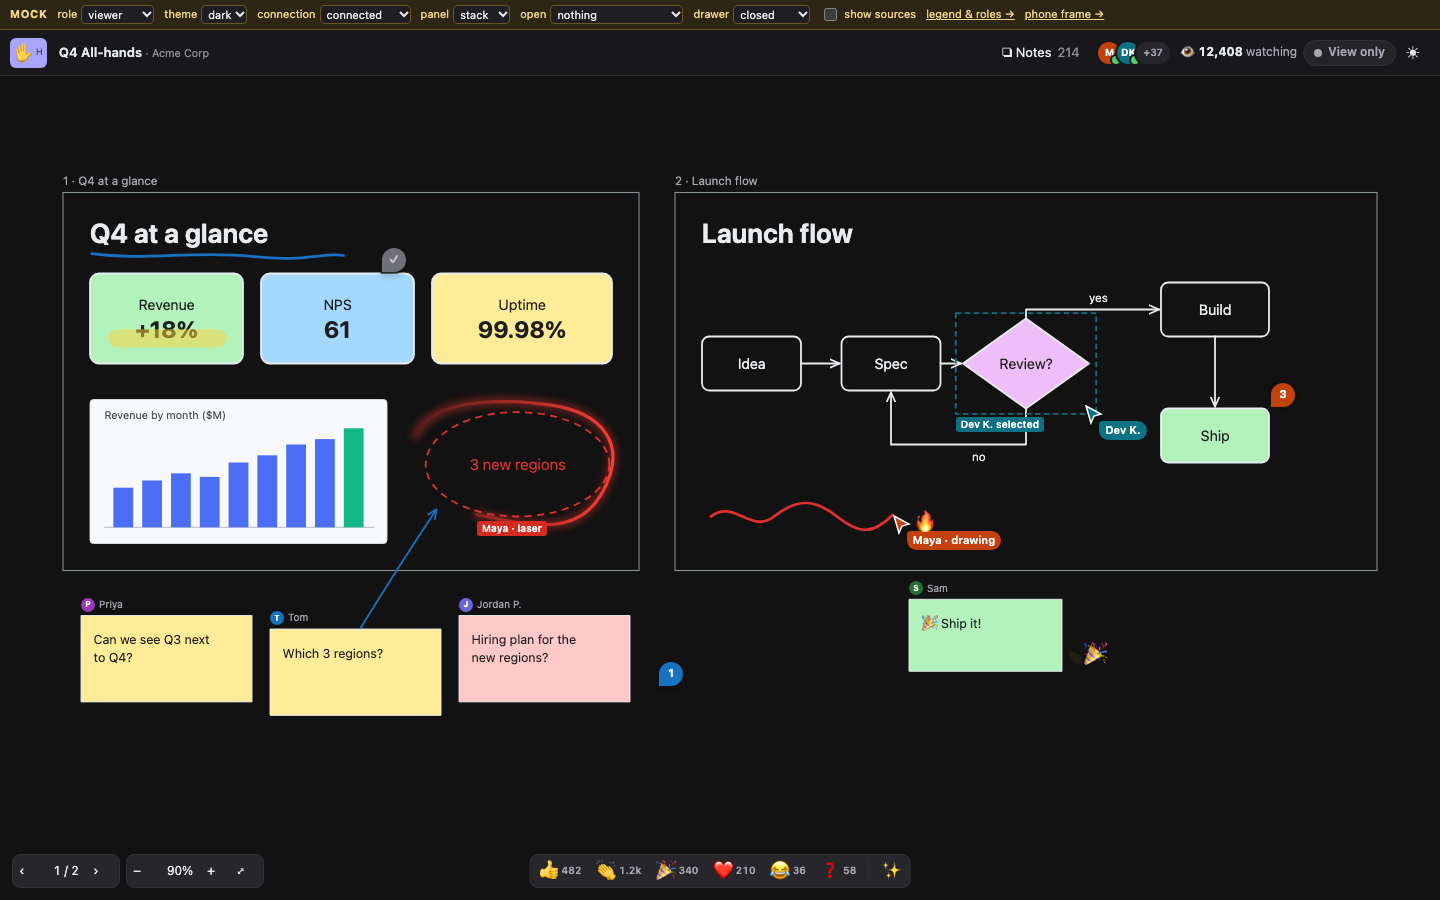 MOCK role viewer theme dark connection connected panel stack open nothing drawer closed show sources legend & roles → phone frame →
H Q4 All-hands · Acme Corp
Notes 214 M DK +37 12,408 watching View only
1 · Q4 at a glance
2 · Launch flow
Q4 at a glance
Launch flow
Revenue
+18%
NPS
61
Uptime
99.98%
yes
Build
Idea
Spec
Review?
3
Dev K. selected
Dev K.
Ship
no
Revenue by month ($M)
3 new regions
Maya · laser
Maya · drawing
P Priya
Can we see Q3 next
to Q4?
T Tom
Which 3 regions?
J Jordan P.
Hiring plan for the
new regions?
S Sam
🎉 Ship it!
1
‹ 1 / 2 ›
− 90% +
👍 482 👏 1.2k 🎉 340 ❤️ 210 😂 36 ❓ 58 ✨